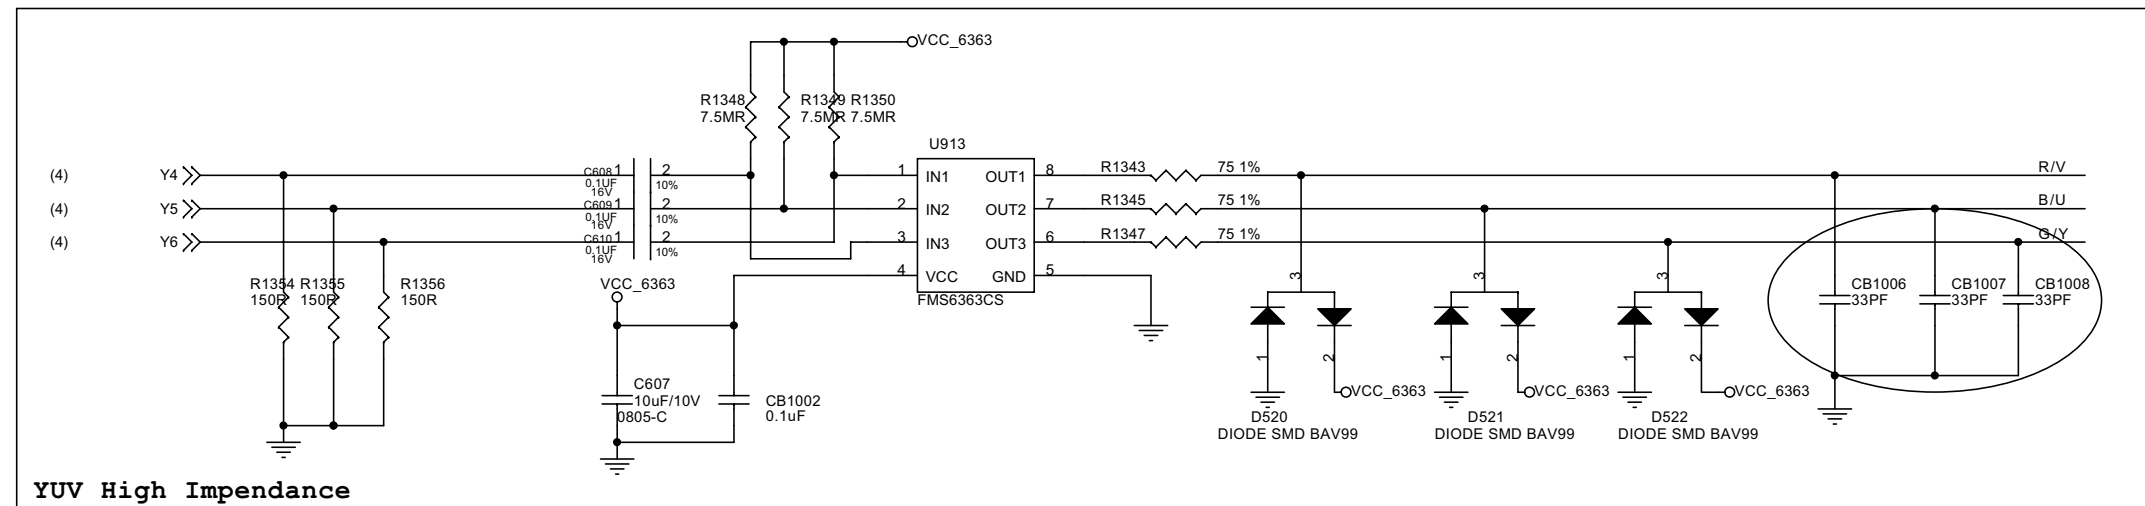 VCC_6363
R1348
7.5MR
R1349
7.5MR
R1350
7.5MR
U913
(4) Y4
C608 1 2
0.1UF
16V
10%
1 IN1 OUT1 8
R1343 75 1%
R/V
(4) Y5
C609 1 2
0.1UF
16V
10%
2 IN2 OUT2 7
R1345 75 1%
B/U
(4) Y6
C610 1 2
0.1UF
16V
10%
3 IN3 OUT3 6
R1347 75 1%
G/Y
4 VCC GND 5
FMS6363CS
R1354
150R
R1355
150R
R1356
150R
VCC_6363
C607
10uF/10V
0805-C
CB1002
0.1uF
3
1
2
VCC_6363
D520
DIODE SMD BAV99
3
1
2
VCC_6363
D521
DIODE SMD BAV99
3
1
2
VCC_6363
D522
DIODE SMD BAV99
CB1006
33PF
CB1007
33PF
CB1008
33PF
YUV High Impendance